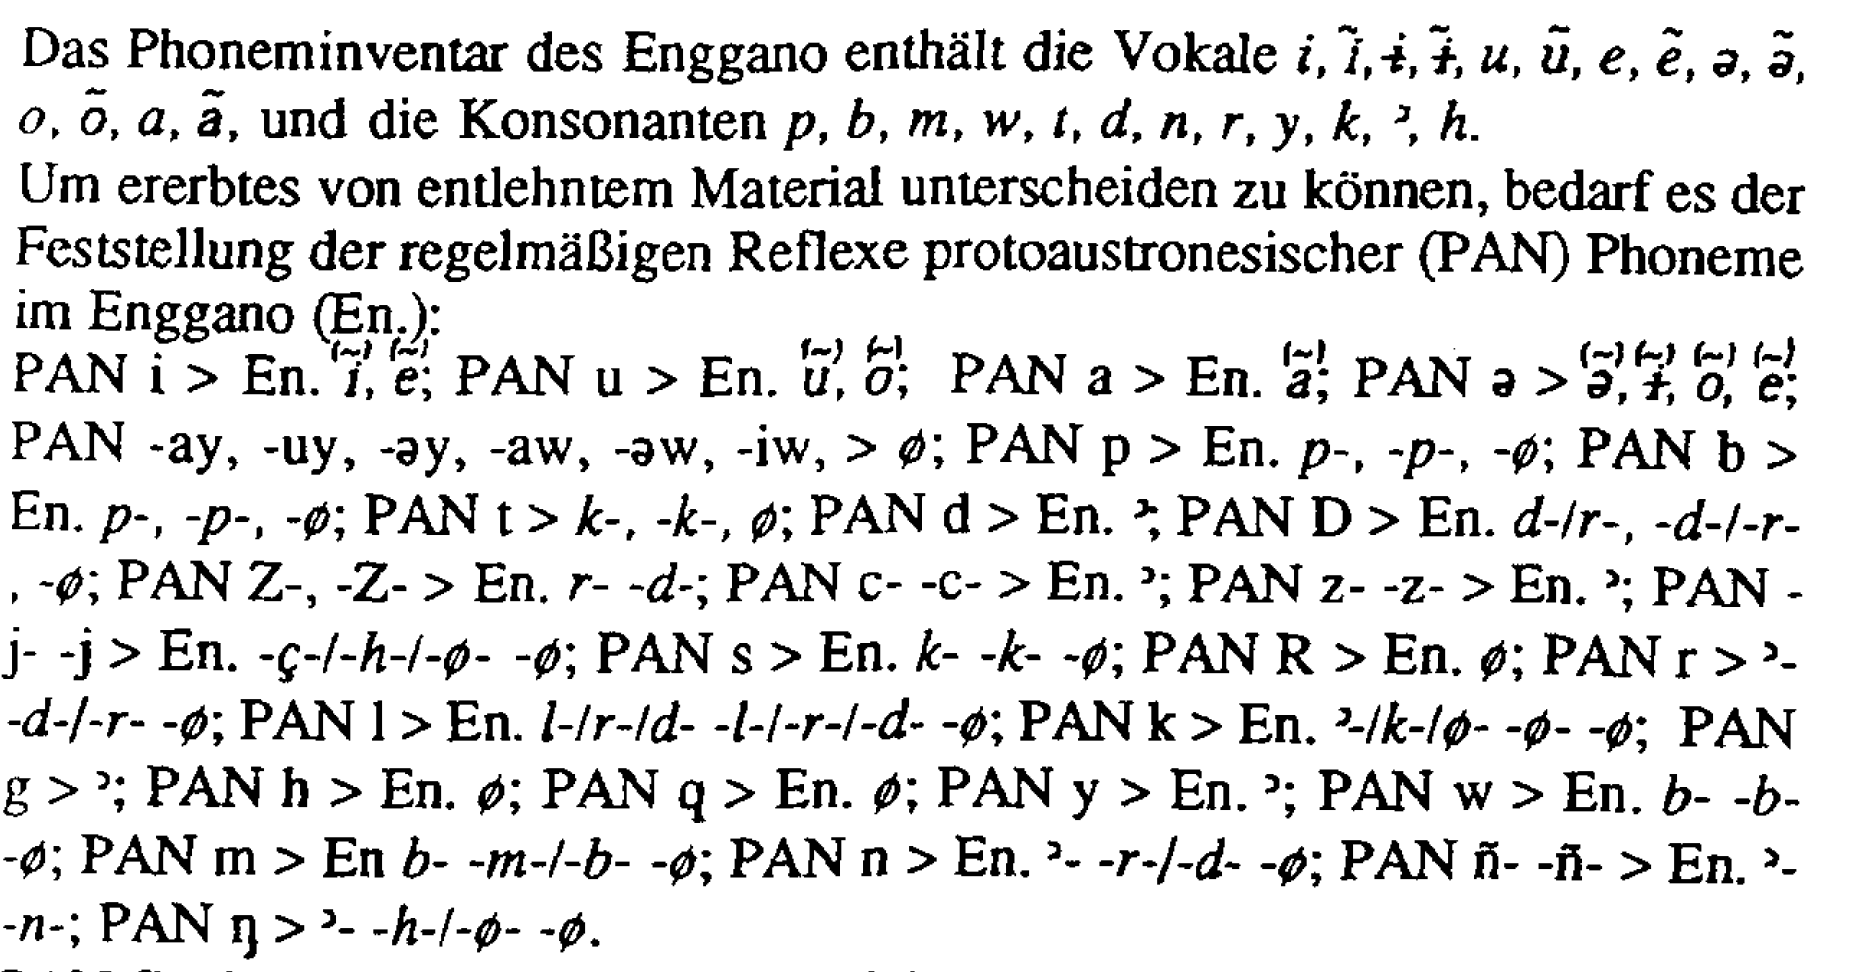 Das Phoneminventar des Enggano enthält die Vokale i, ĩ, ɨ, ɨ̃, u, ũ, e, ẽ, ə, ə̃,
o, õ, a, ã, und die Konsonanten p, b, m, w, t, d, n, r, y, k, ʾ, h.
Um ererbtes von entlehntem Material unterscheiden zu können, bedarf es der
Feststellung der regelmäßigen Reflexe protoaustronesischer (PAN) Phoneme
im Enggano (En.):
PAN i > En. i⁽˜⁾, e⁽˜⁾; PAN u > En. u⁽˜⁾, o⁽˜⁾; PAN a > En. a⁽˜⁾; PAN ə > ə⁽˜⁾, ɨ⁽˜⁾, o⁽˜⁾, e⁽˜⁾;
PAN -ay, -uy, -əy, -aw, -əw, -iw, > ø; PAN p > En. p-, -p-, -ø; PAN b >
En. p-, -p-, -ø; PAN t > k-, -k-, ø; PAN d > En. ʾ; PAN D > En. d-/r-, -d-/-r-
, -ø; PAN Z-, -Z- > En. r- -d-; PAN c- -c- > En. ʾ; PAN z- -z- > En. ʾ; PAN -
j- -j > En. -ç-/-h-/-ø- -ø; PAN s > En. k- -k- -ø; PAN R > En. ø; PAN r > ʾ-
-d-/-r- -ø; PAN l > En. l-/r-/d- -l-/-r-/-d- -ø; PAN k > En. ʾ-/k-/ø- -ø- -ø; PAN
g > ʾ; PAN h > En. ø; PAN q > En. ø; PAN y > En. ʾ; PAN w > En. b- -b-
-ø; PAN m > En b- -m-/-b- -ø; PAN n > En. ʾ- -r-/-d- -ø; PAN ñ- -ñ- > En. ʾ-
-n-; PAN ŋ > ʾ- -h-/-ø- -ø.